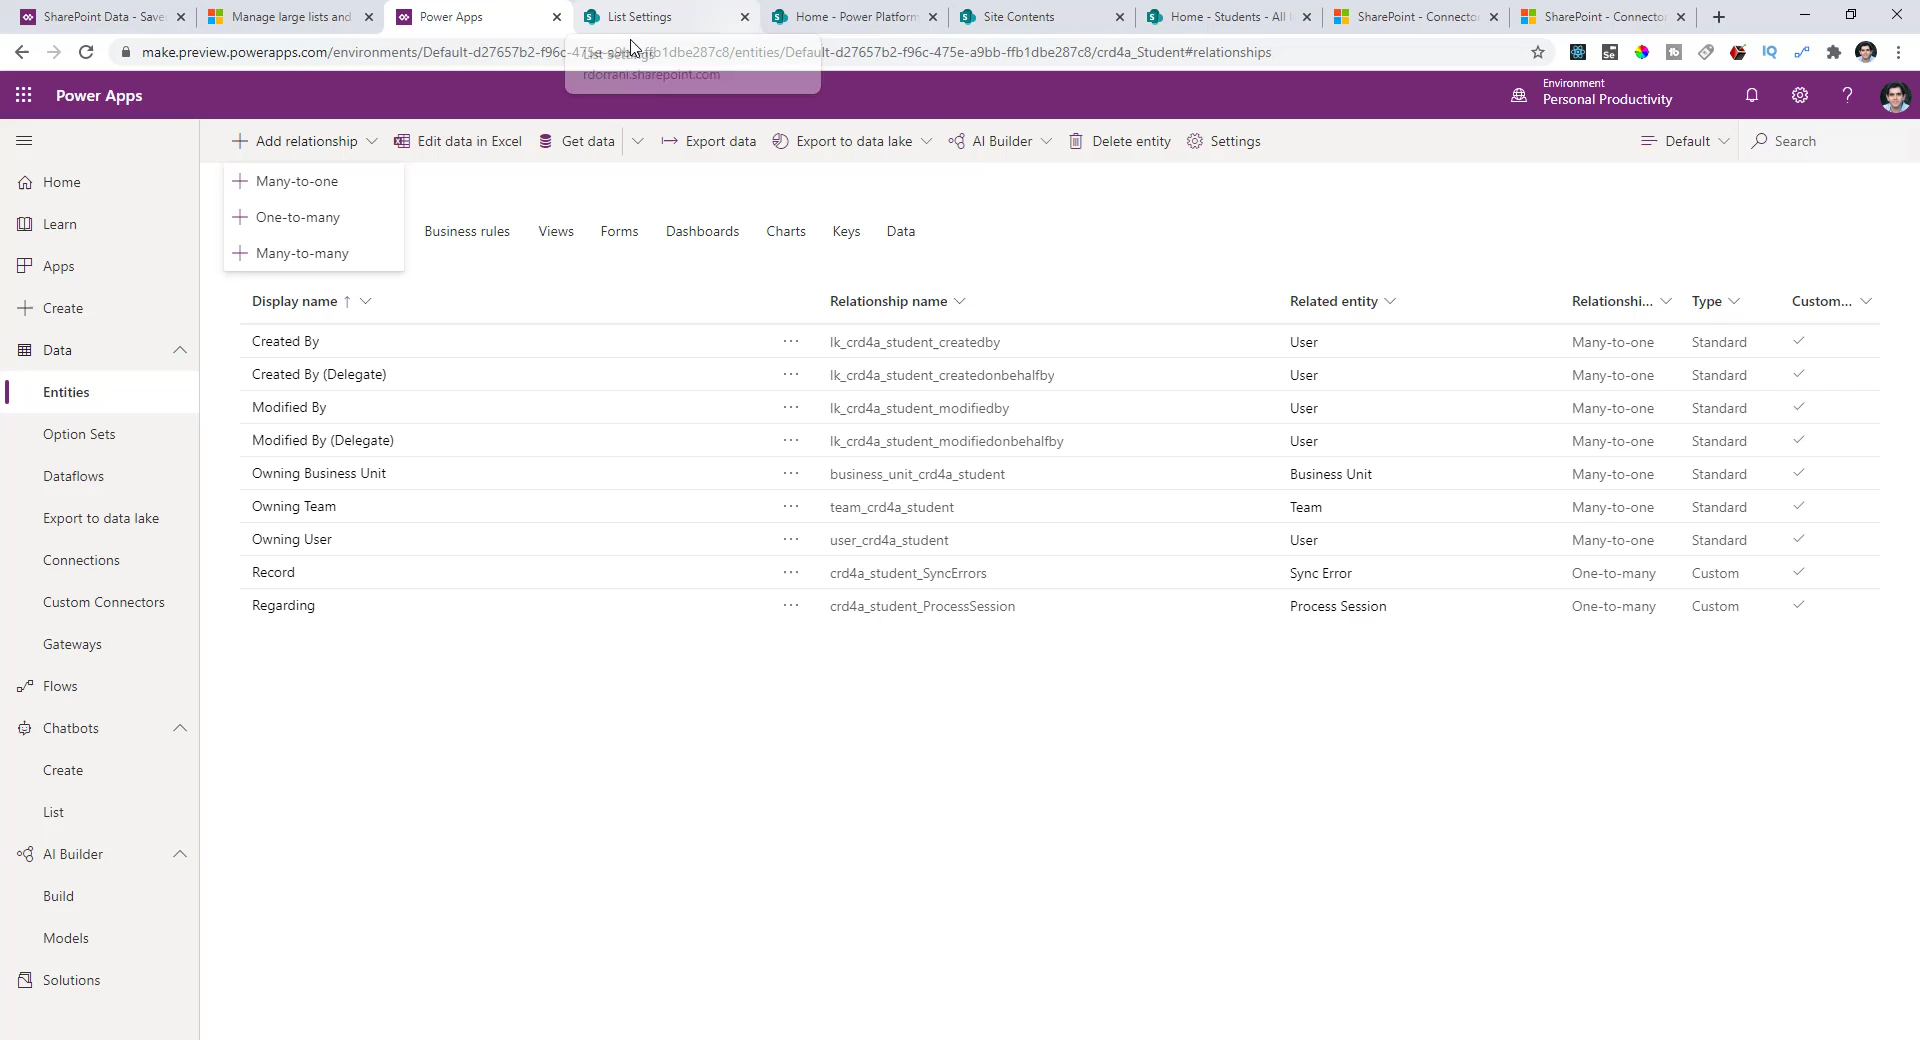 SharePoint Data - Save
Manage large lists and
Power Apps
List Settings
Home - Power Platform
Site Contents
Home - Students - All I
SharePoint - Connecto
SharePoint - Connector
make.preview.powerapps.com/environments/Default-d27657b2-f96c-475e-a9bb-ffb1dbe287c8/entities/Default-d27657b2-f96c-475e-a9bb-ffb1dbe287c8/crd4a_Student#relationships
List Settings
rdorrani.sharepoint.com
Power Apps
Environment
Personal Productivity
Add relationship
Edit data in Excel
Get data
Export data
Export to data lake
AI Builder
Delete entity
Settings
Default
Search
Many-to-one
One-to-many
Many-to-many
Home
Learn
Apps
Create
Data
Entities
Option Sets
Dataflows
Export to data lake
Connections
Custom Connectors
Gateways
Flows
Chatbots
Create
List
AI Builder
Build
Models
Solutions
Business rules Views Forms Dashboards Charts Keys Data
Display name ↑ Relationship name Related entity Relationshi... Type Custom...
Created By ··· lk_crd4a_student_createdby User Many-to-one Standard
Created By (Delegate) ··· lk_crd4a_student_createdonbehalfby User Many-to-one Standard
Modified By ··· lk_crd4a_student_modifiedby User Many-to-one Standard
Modified By (Delegate) ··· lk_crd4a_student_modifiedonbehalfby User Many-to-one Standard
Owning Business Unit ··· business_unit_crd4a_student Business Unit Many-to-one Standard
Owning Team ··· team_crd4a_student Team Many-to-one Standard
Owning User ··· user_crd4a_student User Many-to-one Standard
Record ··· crd4a_student_SyncErrors Sync Error One-to-many Custom
Regarding ··· crd4a_student_ProcessSession Process Session One-to-many Custom